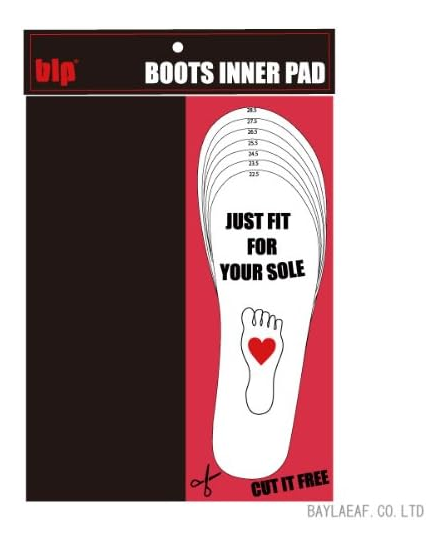 blp
BOOTS INNER PAD
28.5
27.5
26.5
25.5
24.5
23.5
22.5
JUST FIT
FOR
YOUR SOLE
CUT IT FREE
BAYLAEAF.CO.LTD